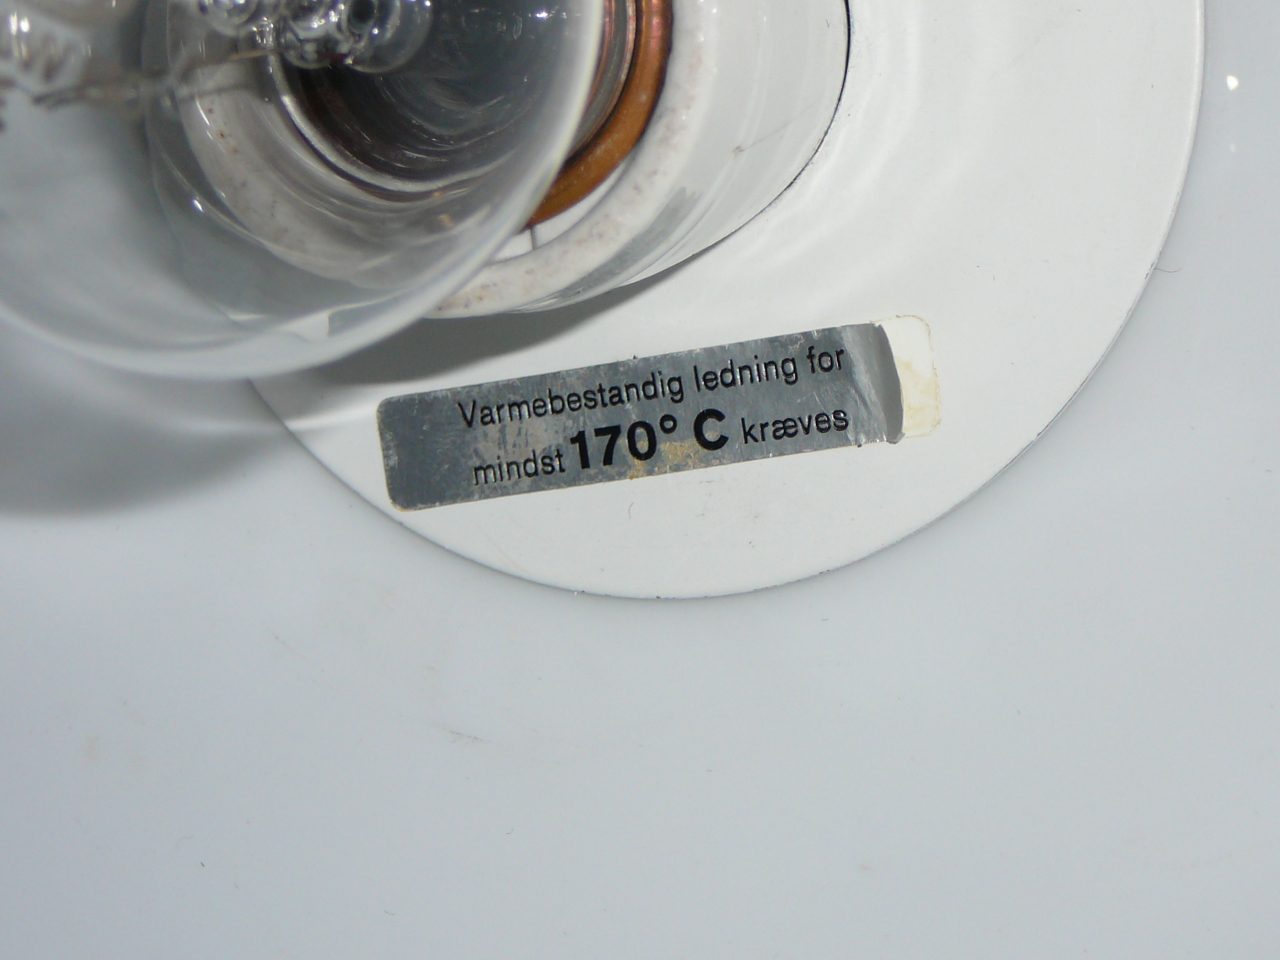 Varmebestandig ledning for
mindst 170° C kræves